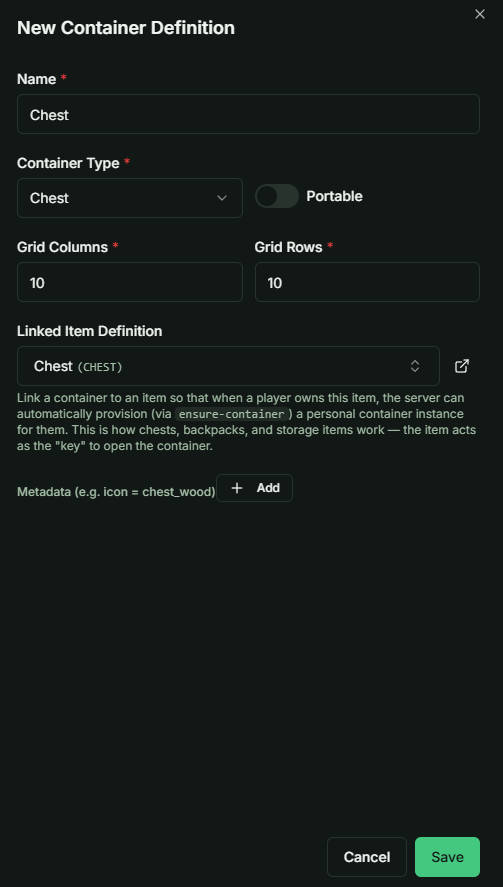 New Container Definition
Name *
Chest
Container Type *
Chest
Portable
Grid Columns *
Grid Rows *
10
10
Linked Item Definition
Chest (CHEST)
Link a container to an item so that when a player owns this item, the server can
automatically provision (via ensure-container) a personal container instance
for them. This is how chests, backpacks, and storage items work — the item acts
as the "key" to open the container.
Metadata (e.g. icon = chest_wood)
+ Add
Cancel
Save